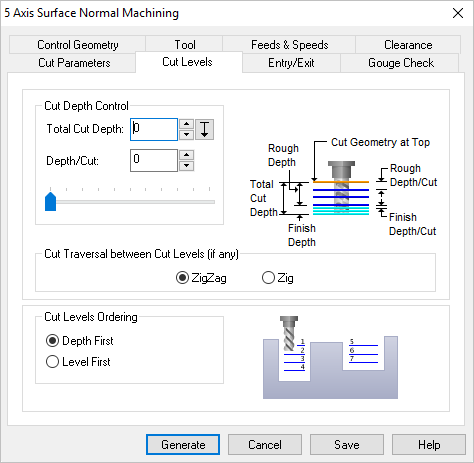 5 Axis Surface Normal Machining
Control Geometry Tool Feeds & Speeds Clearance
Cut Parameters Cut Levels Entry/Exit Gouge Check
Cut Depth Control
Total Cut Depth: 0
Depth/Cut: 0
Cut Geometry at Top
Rough
Depth
Rough
Depth/Cut
Total
Cut
Depth
Finish
Depth
Finish
Depth/Cut
Cut Traversal between Cut Levels (if any)
ZigZag Zig
Cut Levels Ordering
Depth First
Level First
1
2
3
4
5
6
7
Generate Cancel Save Help